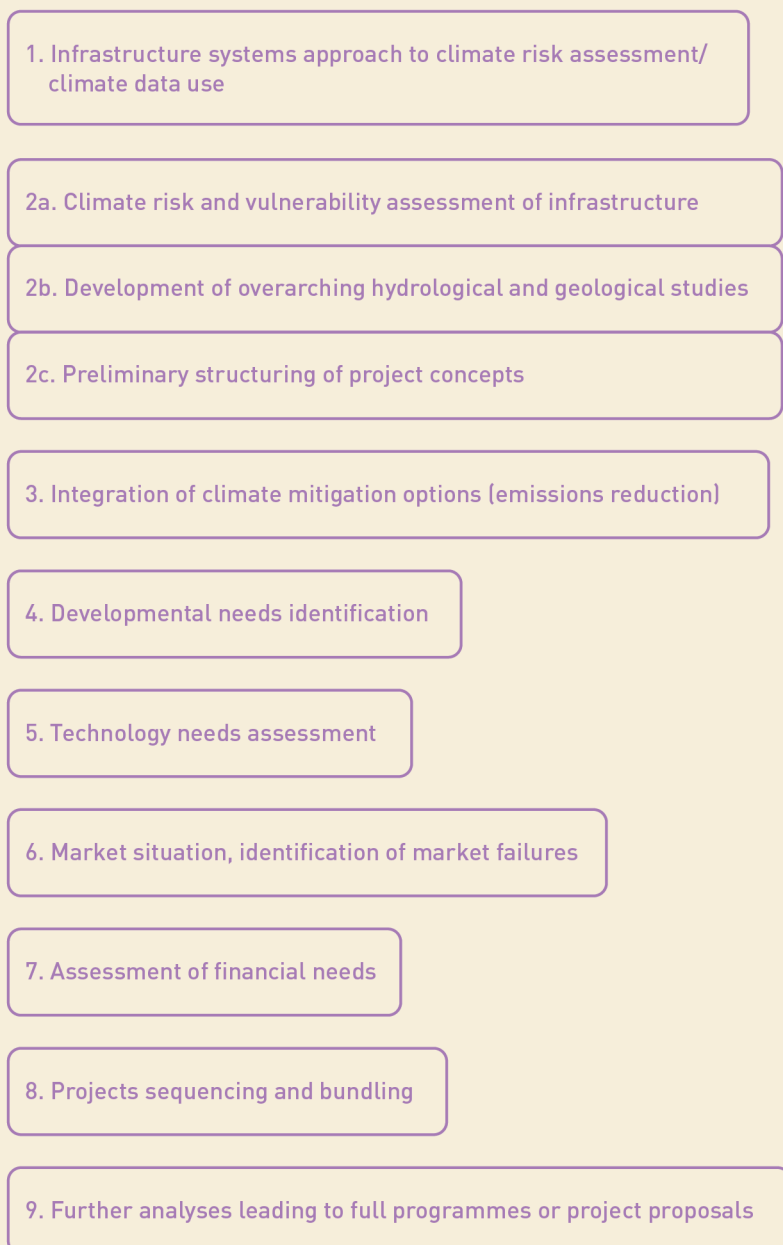 1. Infrastructure systems approach to climate risk assessment/
climate data use
2a. Climate risk and vulnerability assessment of infrastructure
2b. Development of overarching hydrological and geological studies
2c. Preliminary structuring of project concepts
3. Integration of climate mitigation options (emissions reduction)
4. Developmental needs identification
5. Technology needs assessment
6. Market situation, identification of market failures
7. Assessment of financial needs
8. Projects sequencing and bundling
9. Further analyses leading to full programmes or project proposals